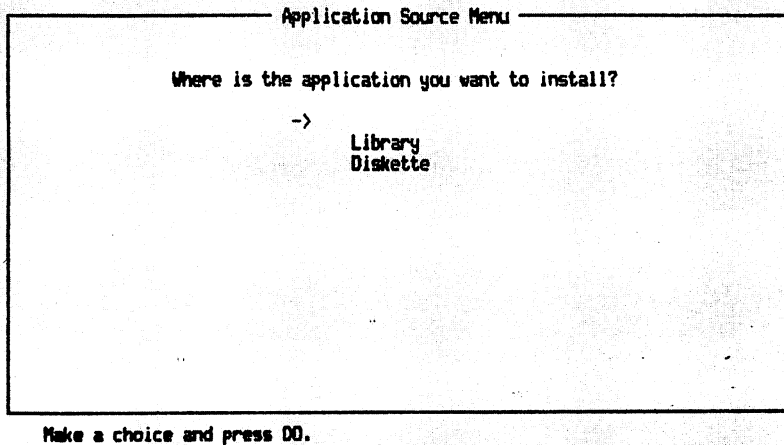 Application Source Menu
Where is the application you want to install?
->
Library
Diskette
Make a choice and press DO.